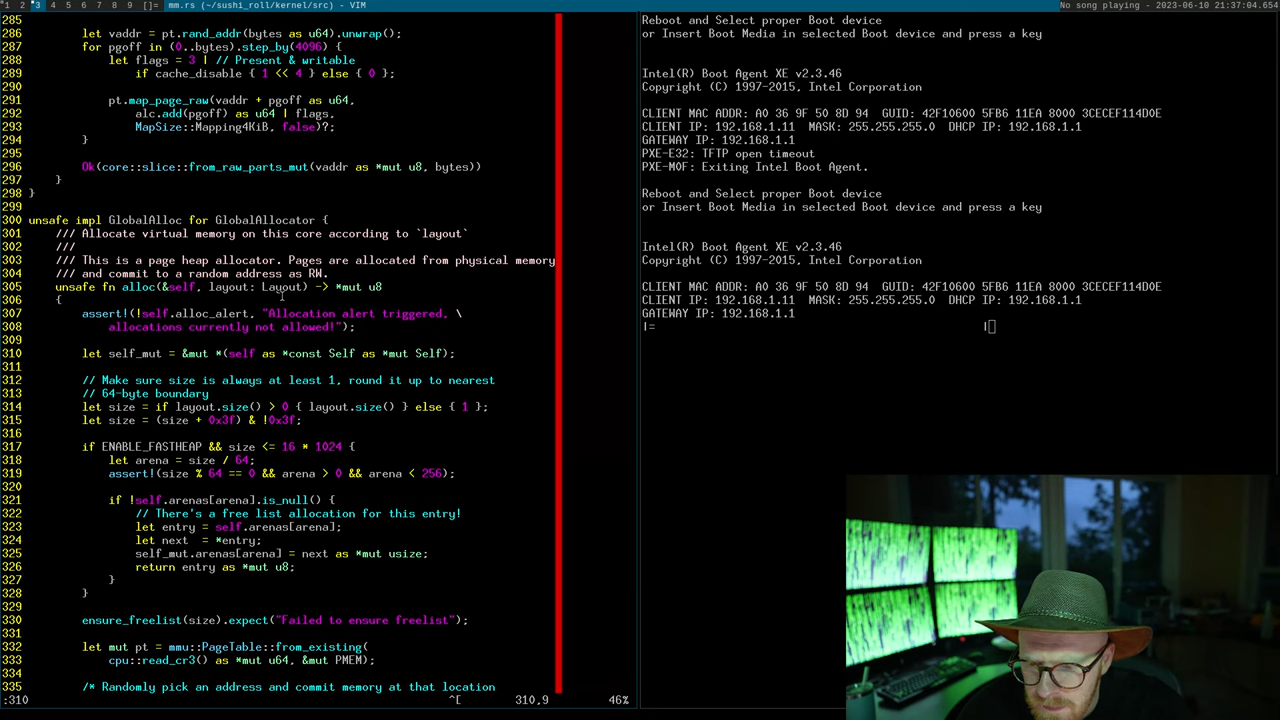 1 2 3 4 5 6 7 8 9 []= mm.rs (~/sushi_roll/kernel/src) - VIM No song playing - 2023-06-10 21:37:04.654
285
286 let vaddr = pt.rand_addr(bytes as u64).unwrap();
287 for pgoff in (0..bytes).step_by(4096) {
288 let flags = 3 | // Present & writable
289 if cache_disable { 1 << 4 } else { 0 };
290
291 pt.map_page_raw(vaddr + pgoff as u64,
292 alc.add(pgoff) as u64 | flags,
293 MapSize::Mapping4KiB, false)?;
294 }
295
296 Ok(core::slice::from_raw_parts_mut(vaddr as *mut u8, bytes))
297 }
298 }
299
300 unsafe impl GlobalAlloc for GlobalAllocator {
301 /// Allocate virtual memory on this core according to `layout`
302 ///
303 /// This is a page heap allocator. Pages are allocated from physical memory
304 /// and commit to a random address as RW.
305 unsafe fn alloc(&self, layout: Layout) -> *mut u8
306 {
307 assert!(!self.alloc_alert, "Allocation alert triggered, \
308 allocations currently not allowed!");
309
310 let self_mut = &mut *(self as *const Self as *mut Self);
311
312 // Make sure size is always at least 1, round it up to nearest
313 // 64-byte boundary
314 let size = if layout.size() > 0 { layout.size() } else { 1 };
315 let size = (size + 0x3f) & !0x3f;
316
317 if ENABLE_FASTHEAP && size <= 16 * 1024 {
318 let arena = size / 64;
319 assert!(size % 64 == 0 && arena > 0 && arena < 256);
320
321 if !self.arenas[arena].is_null() {
322 // There's a free list allocation for this entry!
323 let entry = self.arenas[arena];
324 let next = *entry;
325 self_mut.arenas[arena] = next as *mut usize;
326 return entry as *mut u8;
327 }
328 }
329
330 ensure_freelist(size).expect("Failed to ensure freelist");
331
332 let mut pt = mmu::PageTable::from_existing(
333 cpu::read_cr3() as *mut u64, &mut PMEM);
334
335 /* Randomly pick an address and commit memory at that location
:310 ^[ 310,9 46%
Reboot and Select proper Boot device
or Insert Boot Media in selected Boot device and press a key
Intel(R) Boot Agent XE v2.3.46
Copyright (C) 1997-2015, Intel Corporation
CLIENT MAC ADDR: A0 36 9F 50 8D 94 GUID: 42F10600 5FB6 11EA 8000 3CECEF114D0E
CLIENT IP: 192.168.1.11 MASK: 255.255.255.0 DHCP IP: 192.168.1.1
GATEWAY IP: 192.168.1.1
PXE-E32: TFTP open timeout
PXE-M0F: Exiting Intel Boot Agent.
Reboot and Select proper Boot device
or Insert Boot Media in selected Boot device and press a key
Intel(R) Boot Agent XE v2.3.46
Copyright (C) 1997-2015, Intel Corporation
CLIENT MAC ADDR: A0 36 9F 50 8D 94 GUID: 42F10600 5FB6 11EA 8000 3CECEF114D0E
CLIENT IP: 192.168.1.11 MASK: 255.255.255.0 DHCP IP: 192.168.1.1
GATEWAY IP: 192.168.1.1
|= |